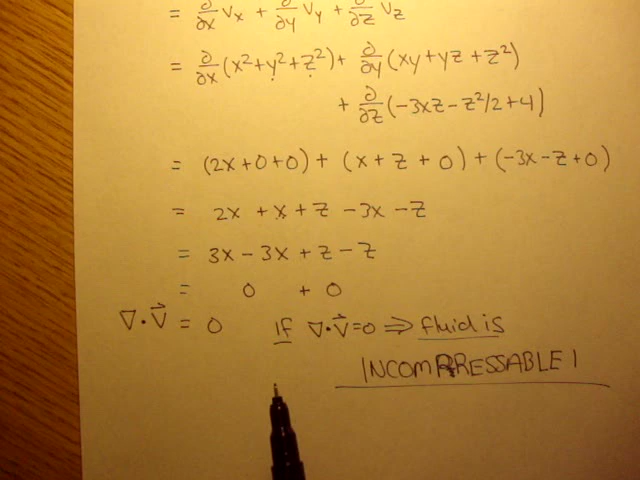 = ∂/∂x Vx + ∂/∂y Vy + ∂/∂z Vz
= ∂/∂x (x² + y² + z²) + ∂/∂y (xy + yz + z²)
+ ∂/∂z (-3xz - z²/2 + 4)
= (2x + 0 + 0) + (x + z + 0) + (-3x - z + 0)
= 2x + x + z - 3x - z
= 3x - 3x + z - z
= 0 + 0
∇·V⃗ = 0 If ∇·V⃗ = 0 ⇒ fluid is
INCOMPRRESSABLE!